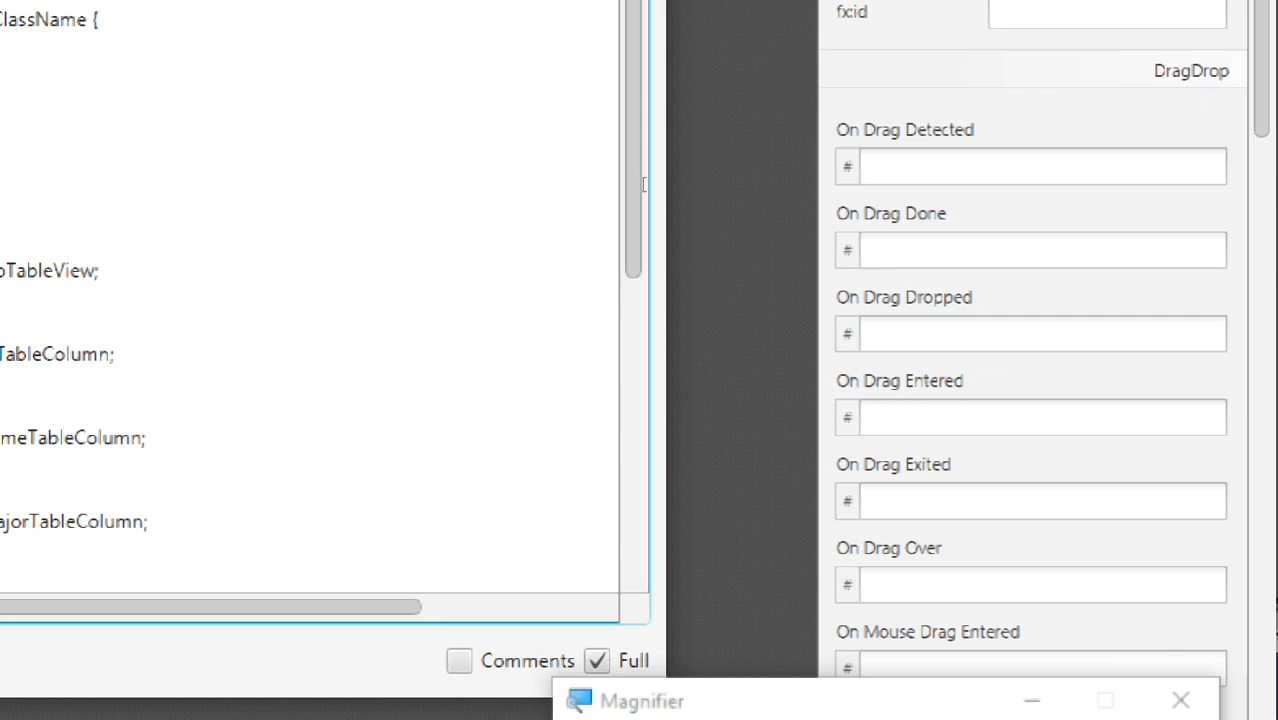 ClassName {
oTableView;
TableColumn;
meTableColumn;
ajorTableColumn;
Comments
Full
fx:id
DragDrop
On Drag Detected
#
On Drag Done
#
On Drag Dropped
#
On Drag Entered
#
On Drag Exited
#
On Drag Over
#
On Mouse Drag Entered
#
Magnifier